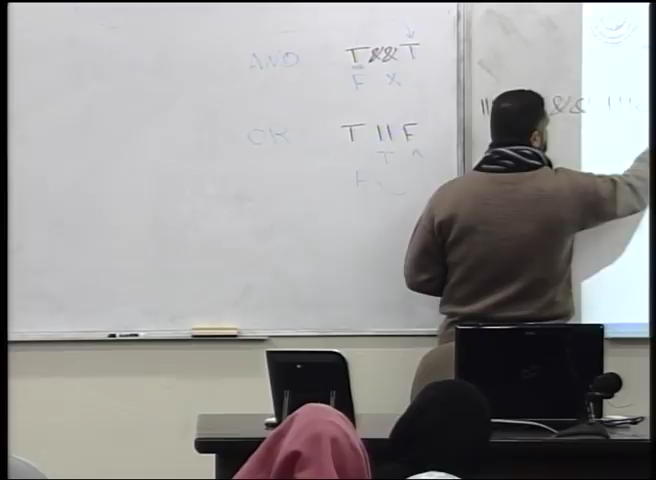 AND T && T
F X
OR T || F
T
F
|| &&